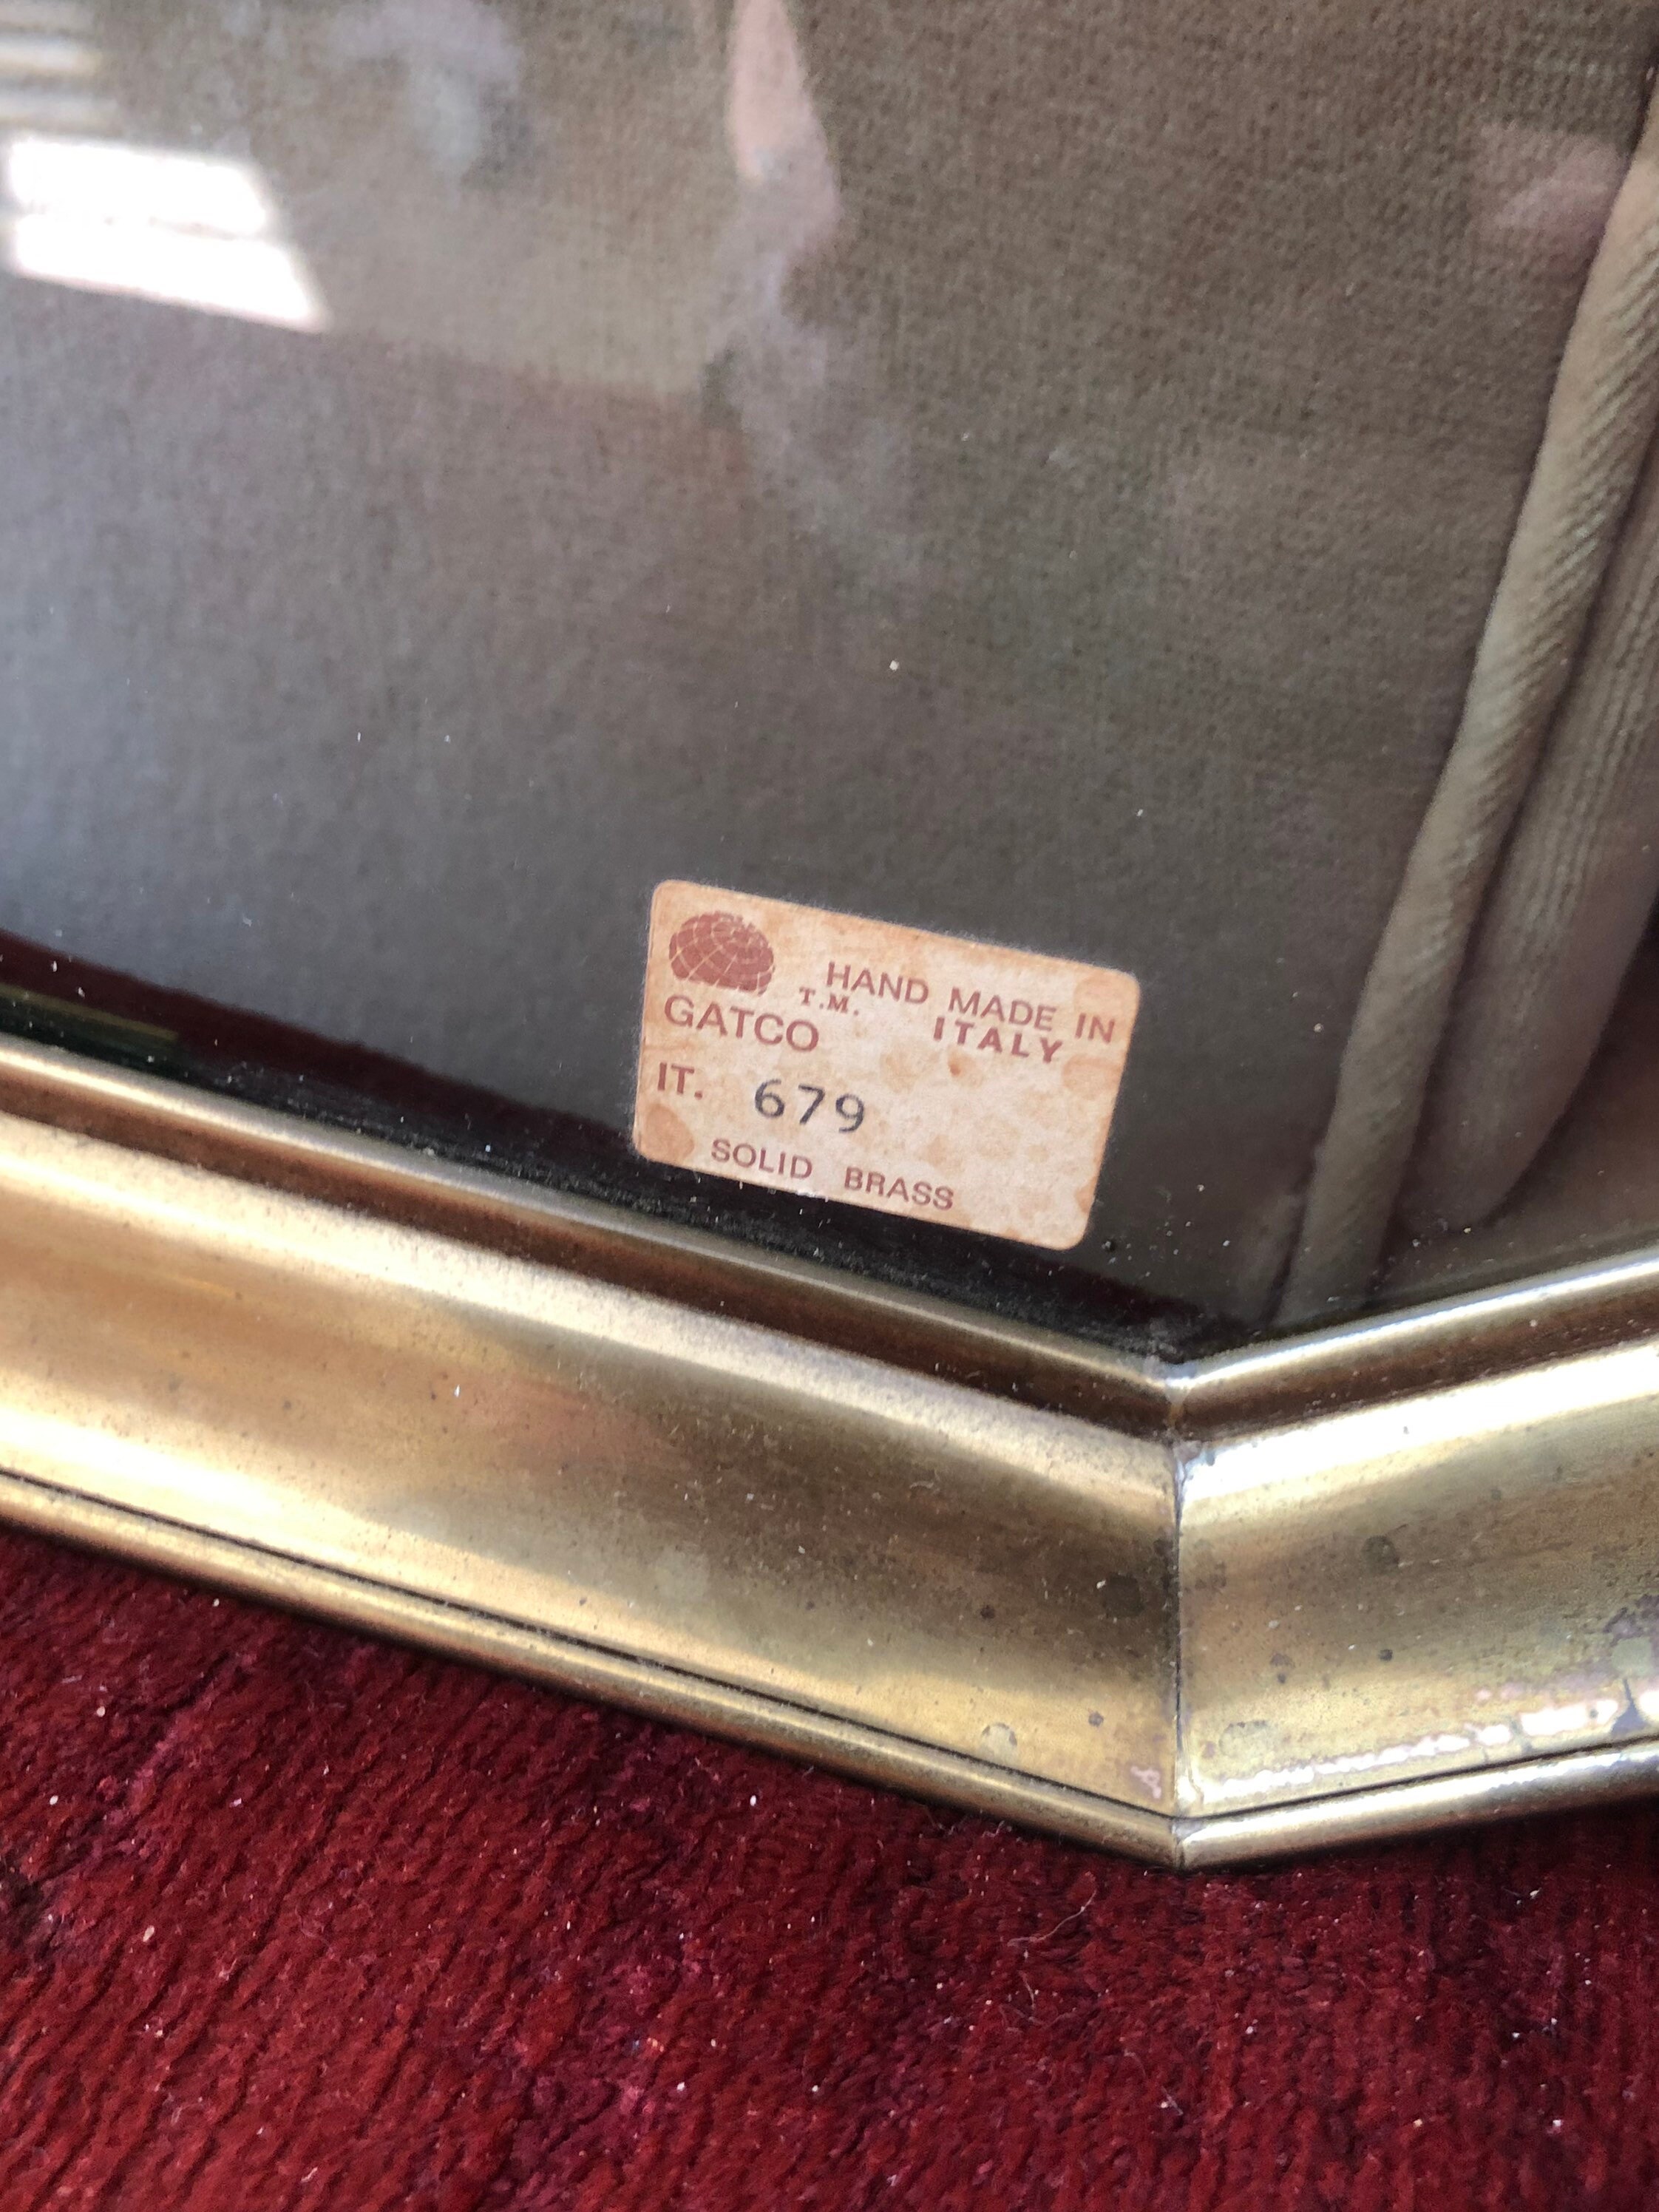 HAND MADE IN
T.M. ITALY
GATCO
IT. 679
SOLID BRASS